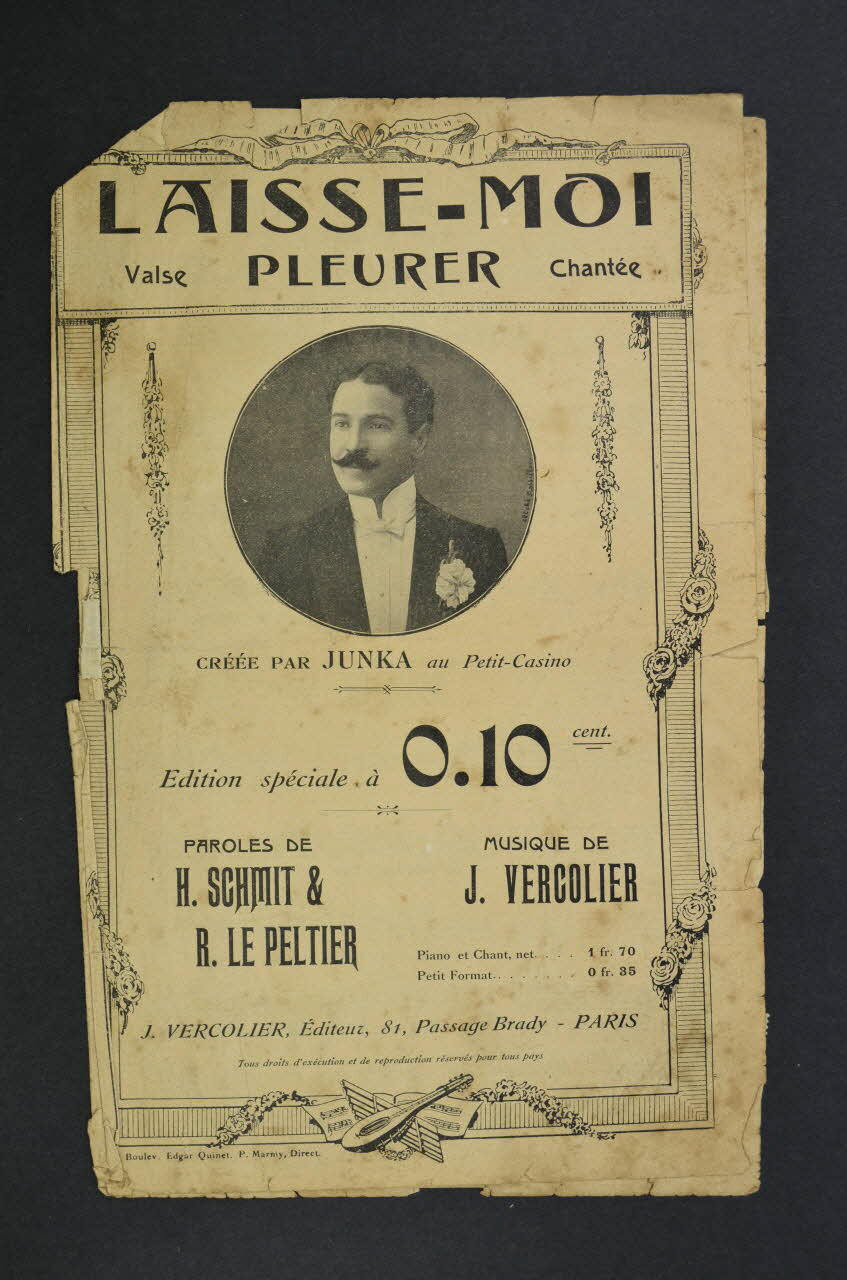 LAISSE-MOI
Valse PLEURER Chantée
CRÉÉE PAR JUNKA au Petit-Casino
Edition spéciale à 0.10 cent.
PAROLES DE
H. SCHMIT &
R. LE PELTIER
MUSIQUE DE
J. VERCOLIER
Piano et Chant, net. . . . 1 fr. 70
Petit Format. . . . . . . . 0 fr. 35
J. VERCOLIER, Éditeur, 81, Passage Brady - PARIS
Tous droits d'exécution et de reproduction réservés pour tous pays
Boulev. Edgar Quinet. P. Marmy, Direct.